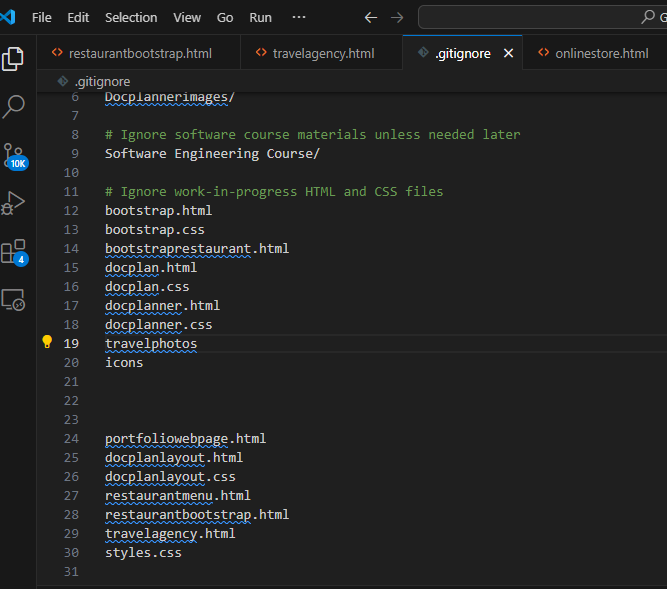 File Edit Selection View Go Run ...
restaurantbootstrap.html travelagency.html .gitignore onlinestore.html
.gitignore
6 Docplannerimages/
7
8 # Ignore software course materials unless needed later
9 Software Engineering Course/
10
11 # Ignore work-in-progress HTML and CSS files
12 bootstrap.html
13 bootstrap.css
14 bootstraprestaurant.html
15 docplan.html
16 docplan.css
17 docplanner.html
18 docplanner.css
19 travelphotos
20 icons
21
22
23
24 portfoliowebpage.html
25 docplanlayout.html
26 docplanlayout.css
27 restaurantmenu.html
28 restaurantbootstrap.html
29 travelagency.html
30 styles.css
31
10K
4